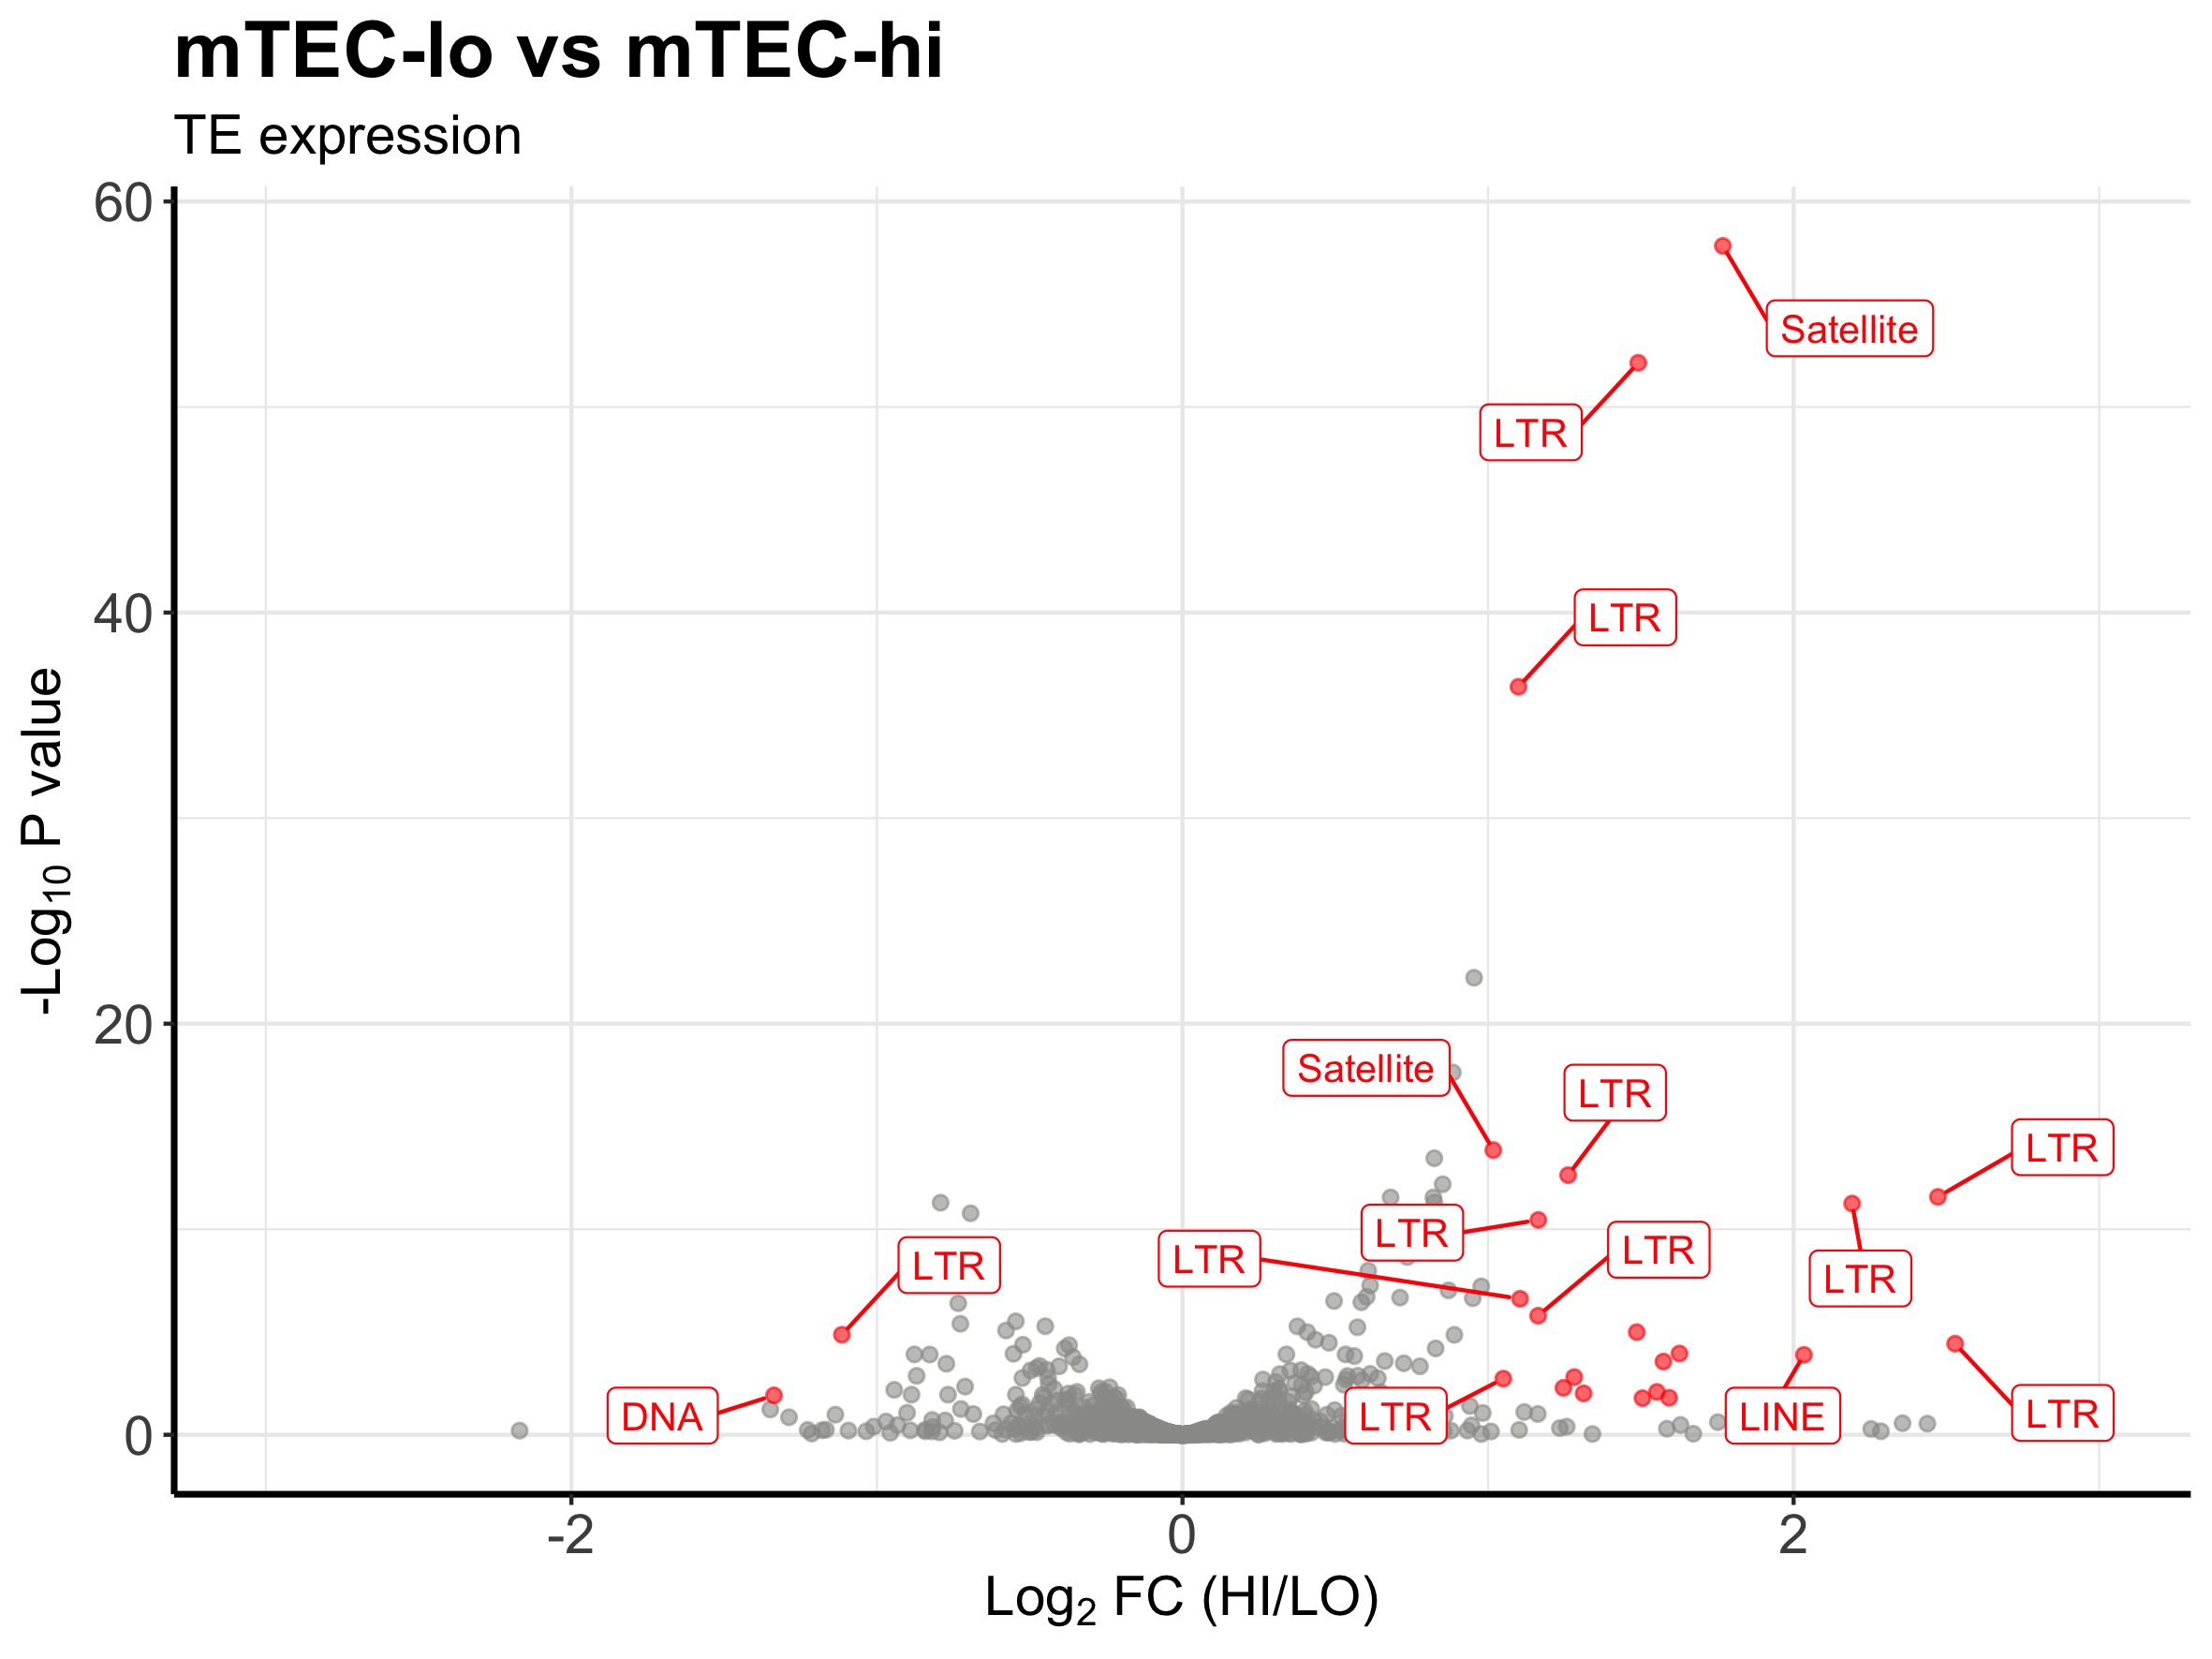 mTEC-lo vs mTEC-hi
TE expression
60
40
20
0
-Log10 P value
Satellite
LTR
LTR
Satellite
LTR
LTR
LTR
LTR
LTR
LTR
LTR
LTR
DNA
LTR
LINE
LTR
-2
0
2
Log2 FC (HI/LO)